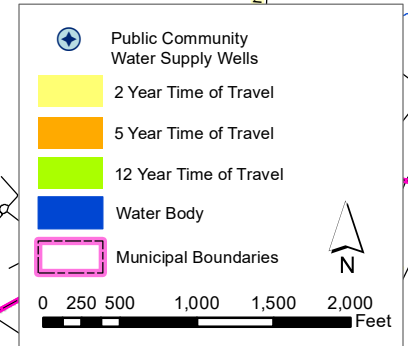 Public Community
Water Supply Wells
2 Year Time of Travel
5 Year Time of Travel
12 Year Time of Travel
Water Body
Municipal Boundaries
N
0 250 500 1,000 1,500 2,000
Feet